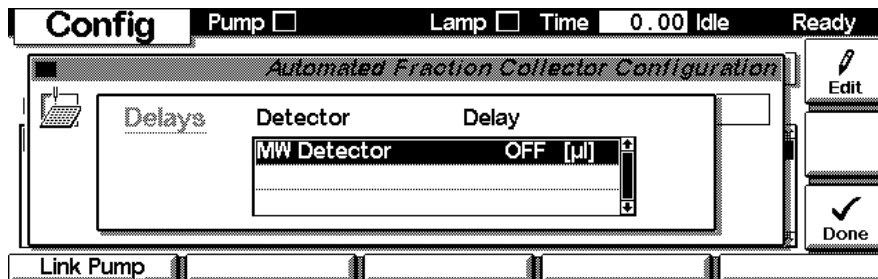 Config Pump Lamp Time 0.00 Idle Ready
Automated Fraction Collector Configuration
Edit
Delays Detector Delay
MW Detector OFF [µl]
Done
Link Pump